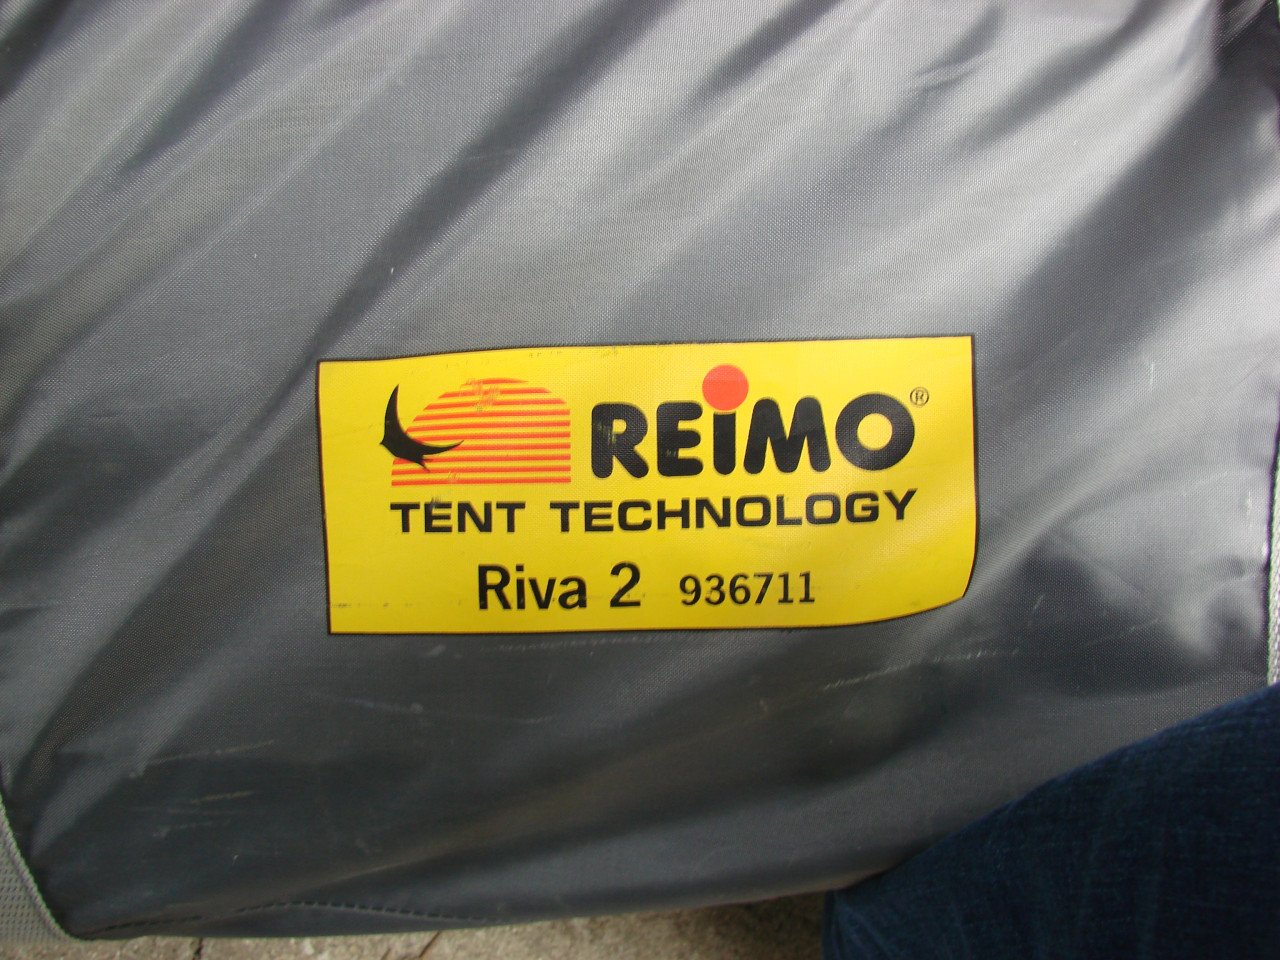 REiMO®
TENT TECHNOLOGY
Riva 2 936711